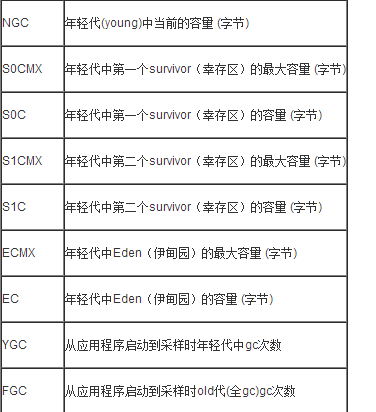 NGC 年轻代(young)中当前的容量 (字节)
S0CMX 年轻代中第一个survivor（幸存区）的最大容量 (字节)
S0C 年轻代中第一个survivor（幸存区）的容量 (字节)
S1CMX 年轻代中第二个survivor（幸存区）的最大容量 (字节)
S1C 年轻代中第二个survivor（幸存区）的容量 (字节)
ECMX 年轻代中Eden（伊甸园）的最大容量 (字节)
EC 年轻代中Eden（伊甸园）的容量 (字节)
YGC 从应用程序启动到采样时年轻代中gc次数
FGC 从应用程序启动到采样时old代(全gc)gc次数